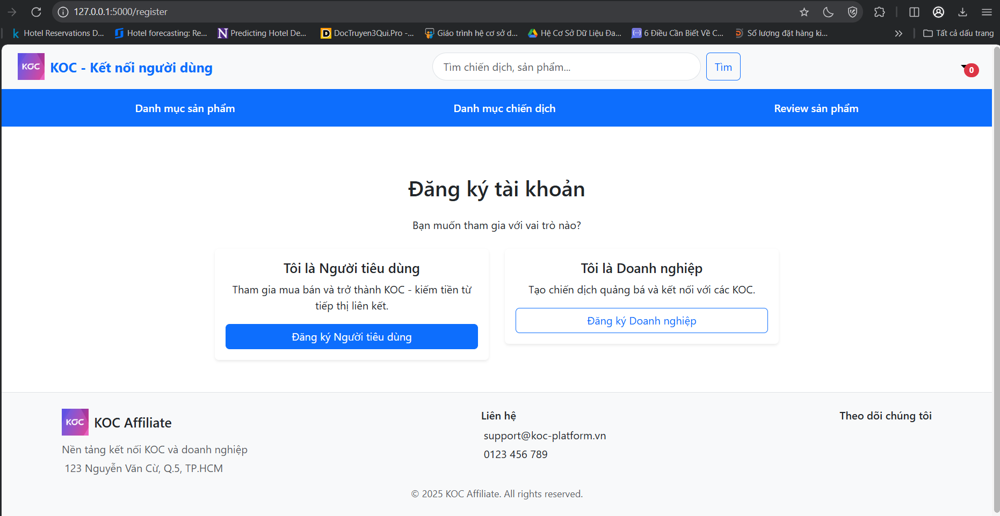 127.0.0.1:5000/register
Hotel Reservations D...
Hotel forecasting: Re...
Predicting Hotel De...
DocTruyen3Qui.Pro -...
Giáo trình hệ cơ sở d...
Hệ Cơ Sở Dữ Liệu Đa...
6 Điều Cần Biết Về C...
Số lượng đặt hàng ki...
Tất cả dấu trang
KOC
KOC - Kết nối người dùng
Tìm chiến dịch, sản phẩm...
Tìm
0
Danh mục sản phẩm
Danh mục chiến dịch
Review sản phẩm
Đăng ký tài khoản
Bạn muốn tham gia với vai trò nào?
Tôi là Người tiêu dùng
Tham gia mua bán và trở thành KOC - kiếm tiền từ
tiếp thị liên kết.
Đăng ký Người tiêu dùng
Tôi là Doanh nghiệp
Tạo chiến dịch quảng bá và kết nối với các KOC.
Đăng ký Doanh nghiệp
KOC
KOC Affiliate
Nền tảng kết nối KOC và doanh nghiệp
123 Nguyễn Văn Cừ, Q.5, TP.HCM
Liên hệ
support@koc-platform.vn
0123 456 789
Theo dõi chúng tôi
© 2025 KOC Affiliate. All rights reserved.